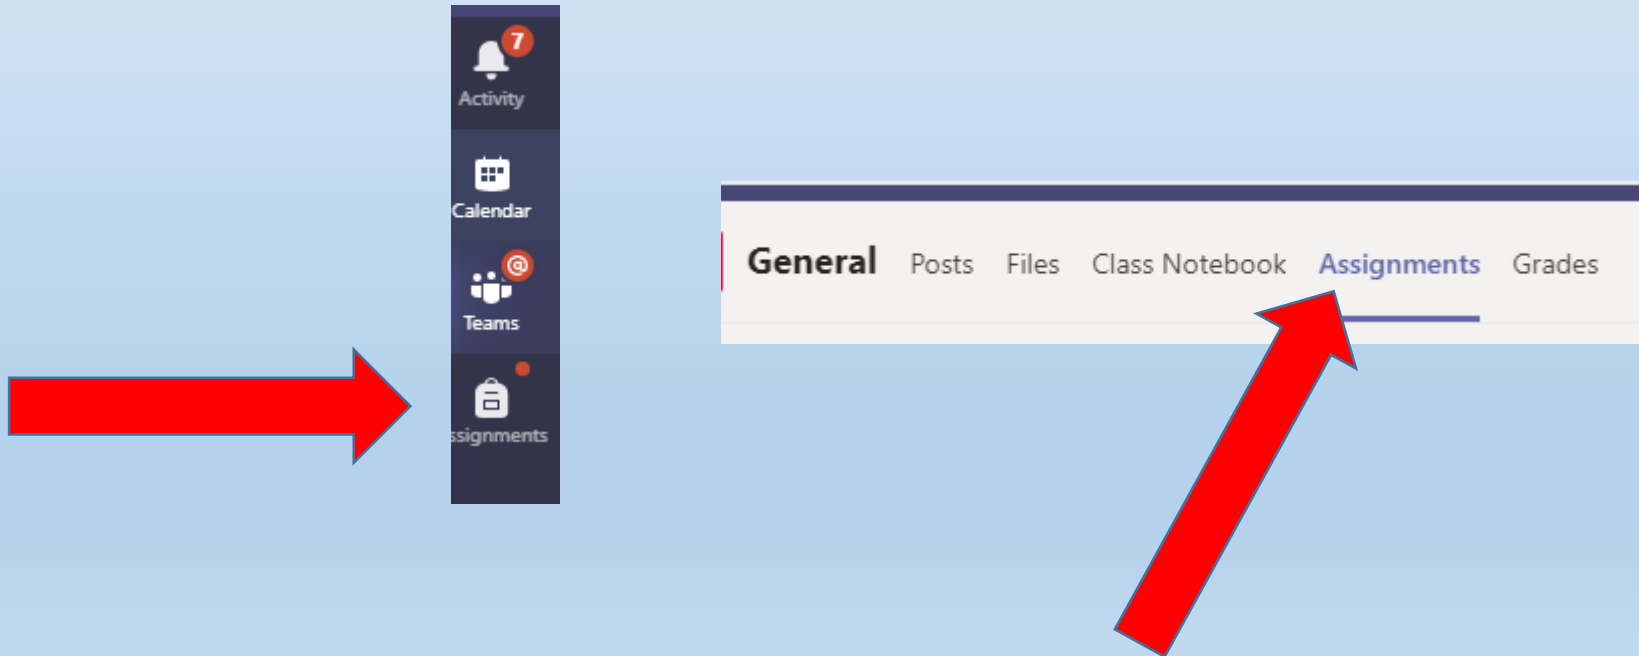 7
Activity
Calendar
@
Teams
ssignments
General Posts Files Class Notebook Assignments Grades